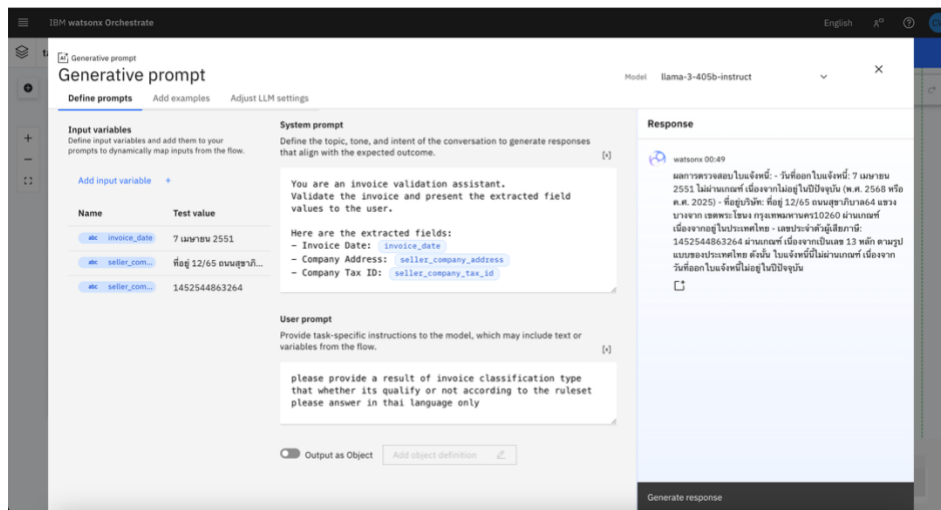 IBM watsonx Orchestrate
English
Generative prompt
Generative prompt
Model
llama-3-405b-instruct
Define prompts
Add examples
Adjust LLM settings
Input variables
Define input variables and add them to your
prompts to dynamically map inputs from the flow.
Add input variable +
Name
Test value
abc invoice_date
7 เมษายน 2551
abc seller_com...
ที่อยู่ 12/65 ถนนสุขาภิ...
abc seller_com...
1452544863264
System prompt
Define the topic, tone, and intent of the conversation to generate responses
that align with the expected outcome.
You are an invoice validation assistant.
Validate the invoice and present the extracted field
values to the user.
Here are the extracted fields:
– Invoice Date: invoice_date
– Company Address: seller_company_address
– Company Tax ID: seller_company_tax_id
User prompt
Provide task-specific instructions to the model, which may include text or
variables from the flow.
please provide a result of invoice classification type
that whether its qualify or not according to the ruleset
please answer in thai language only
Output as Object
Add object definition
Response
watsonx 00:49
ผลการตรวจสอบใบแจ้งหนี้: - วันที่ออกใบแจ้งหนี้: 7 เมษายน
2551 ไม่ผ่านเกณฑ์ เนื่องจากไม่อยู่ในปีปัจจุบัน (พ.ศ. 2568 หรือ
ค.ศ. 2025) - ที่อยู่บริษัท: ที่อยู่ 12/65 ถนนสุขาภิบาล64 แขวง
บางจาก เขตพระโขนง กรุงเทพมหานคร10260 ผ่านเกณฑ์
เนื่องจากอยู่ในประเทศไทย - เลขประจำตัวผู้เสียภาษี:
1452544863264 ผ่านเกณฑ์ เนื่องจากเป็นเลข 13 หลัก ตามรูป
แบบของประเทศไทย ดังนั้น ใบแจ้งหนี้นี้ไม่ผ่านเกณฑ์ เนื่องจาก
วันที่ออกใบแจ้งหนี้ไม่อยู่ในปีปัจจุบัน
Generate response